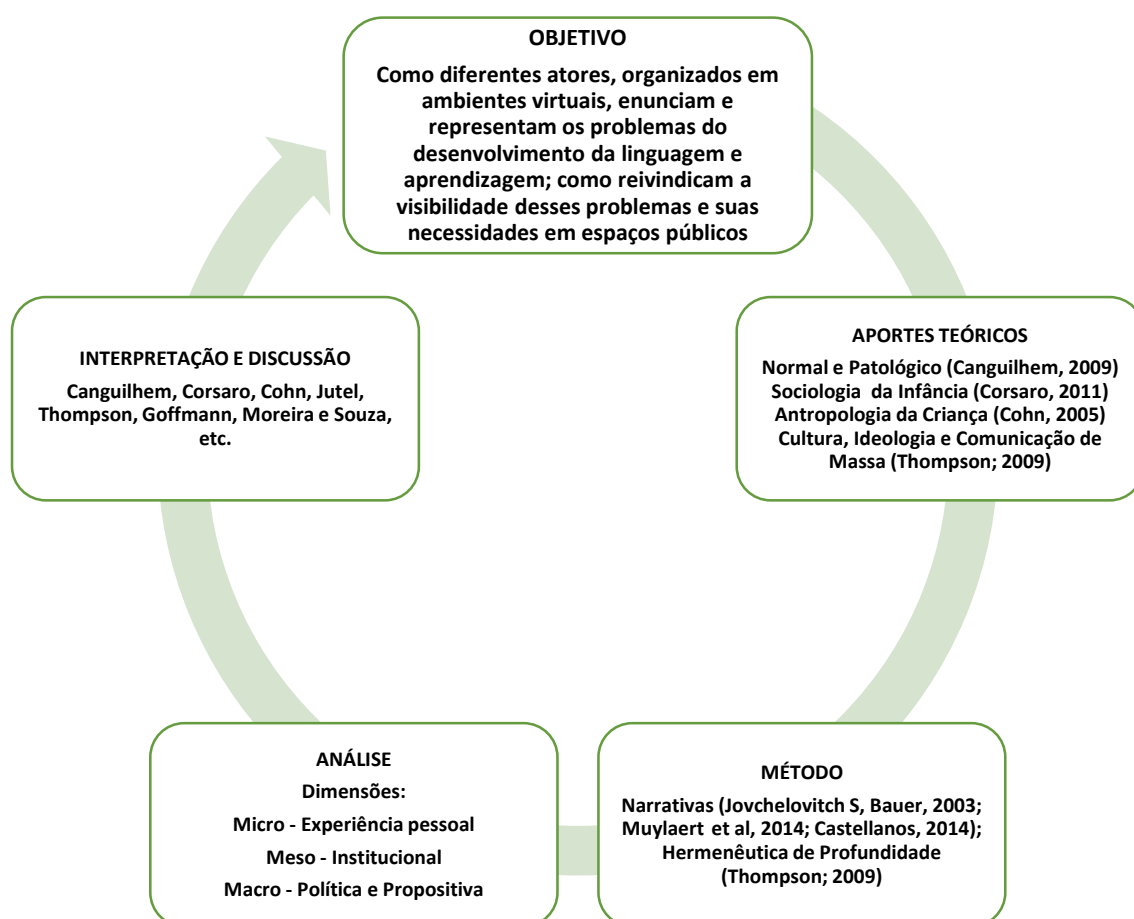 OBJETIVO
Como diferentes atores, organizados em
ambientes virtuais, enunciam e
representam os problemas do
desenvolvimento da linguagem e
aprendizagem; como reivindicam a
visibilidade desses problemas e suas
necessidades em espaços públicos
APORTES TEÓRICOS
Normal e Patológico (Canguilhem, 2009)
Sociologia da Infância (Corsaro, 2011)
Antropologia da Criança (Cohn, 2005)
Cultura, Ideologia e Comunicação de
Massa (Thompson; 2009)
MÉTODO
Narrativas (Jovchelovitch S, Bauer, 2003;
Muylaert et al, 2014; Castellanos, 2014);
Hermenêutica de Profundidade
(Thompson; 2009)
ANÁLISE
Dimensões:
Micro - Experiência pessoal
Meso - Institucional
Macro - Política e Propositiva
INTERPRETAÇÃO E DISCUSSÃO
Canguilhem, Corsaro, Cohn, Jutel,
Thompson, Goffmann, Moreira e Souza,
etc.